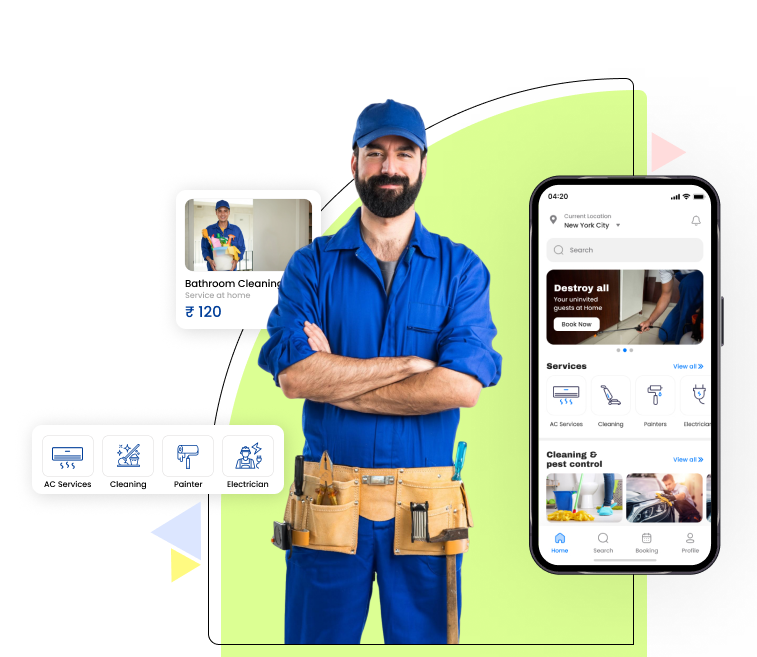 Bathroom Cleaning
Service at home
₹ 120
AC Services
Cleaning
Painter
Electrician
04:20
Current Location
New York City
Search
Destroy all
Your uninvited
guests at Home
Book Now
Services
View all
AC Services
Cleaning
Painters
Electrician
Cleaning &
pest control
View all
Home
Search
Booking
Profile